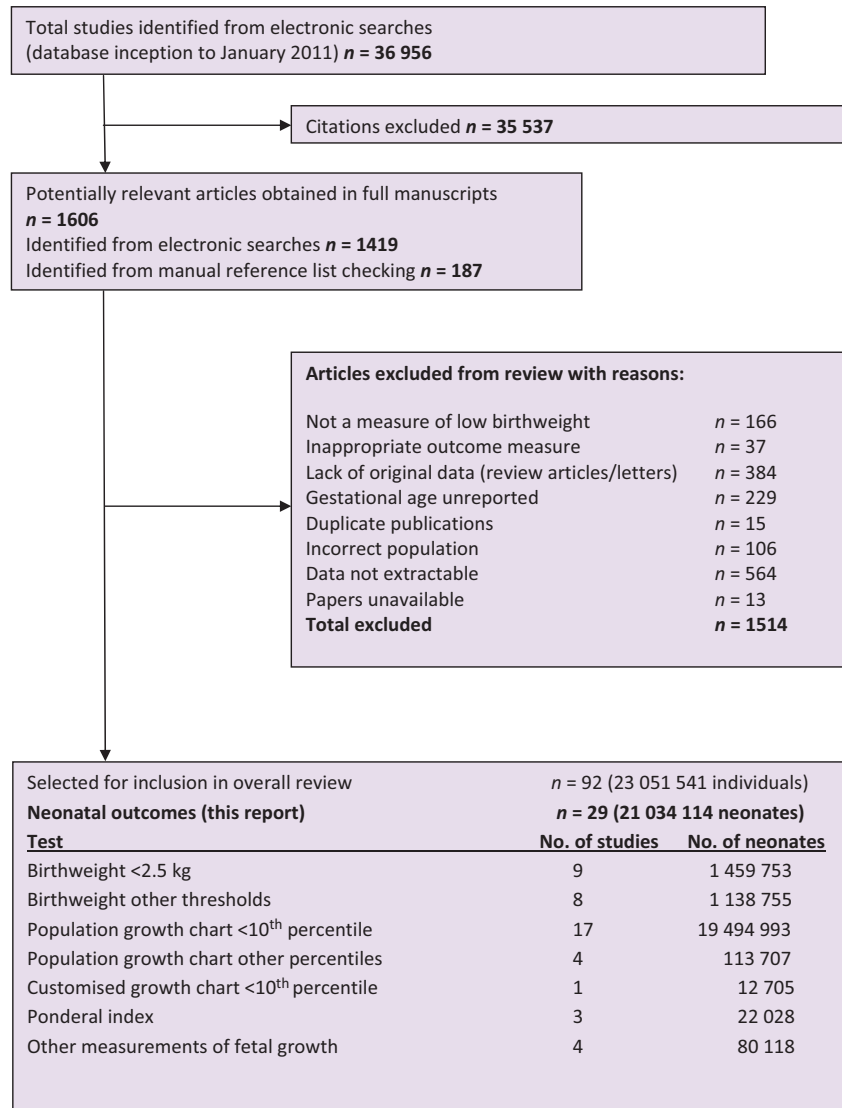 Total studies identified from electronic searches
(database inception to January 2011) n = 36 956
Citations excluded n = 35 537
Potentially relevant articles obtained in full manuscripts
n = 1606
Identified from electronic searches n = 1419
Identified from manual reference list checking n = 187
Articles excluded from review with reasons:
Not a measure of low birthweight n = 166
Inappropriate outcome measure n = 37
Lack of original data (review articles/letters) n = 384
Gestational age unreported n = 229
Duplicate publications n = 15
Incorrect population n = 106
Data not extractable n = 564
Papers unavailable n = 13
Total excluded n = 1514
Selected for inclusion in overall review n = 92 (23 051 541 individuals)
Neonatal outcomes (this report) n = 29 (21 034 114 neonates)
Test No. of studies No. of neonates
Birthweight <2.5 kg 9 1 459 753
Birthweight other thresholds 8 1 138 755
Population growth chart <10th percentile 17 19 494 993
Population growth chart other percentiles 4 113 707
Customised growth chart <10th percentile 1 12 705
Ponderal index 3 22 028
Other measurements of fetal growth 4 80 118